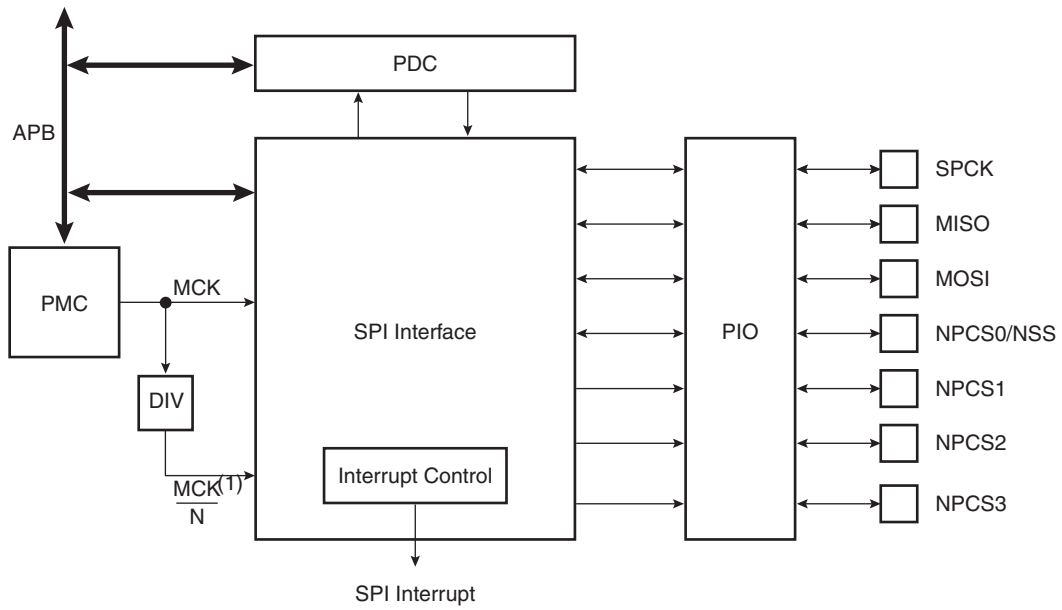 PDC
APB
SPCK
MISO
MOSI
PMC
MCK
SPI Interface
PIO
NPCS0/NSS
DIV
NPCS1
NPCS2
Interrupt Control
MCK(1)
N
NPCS3
SPI Interrupt